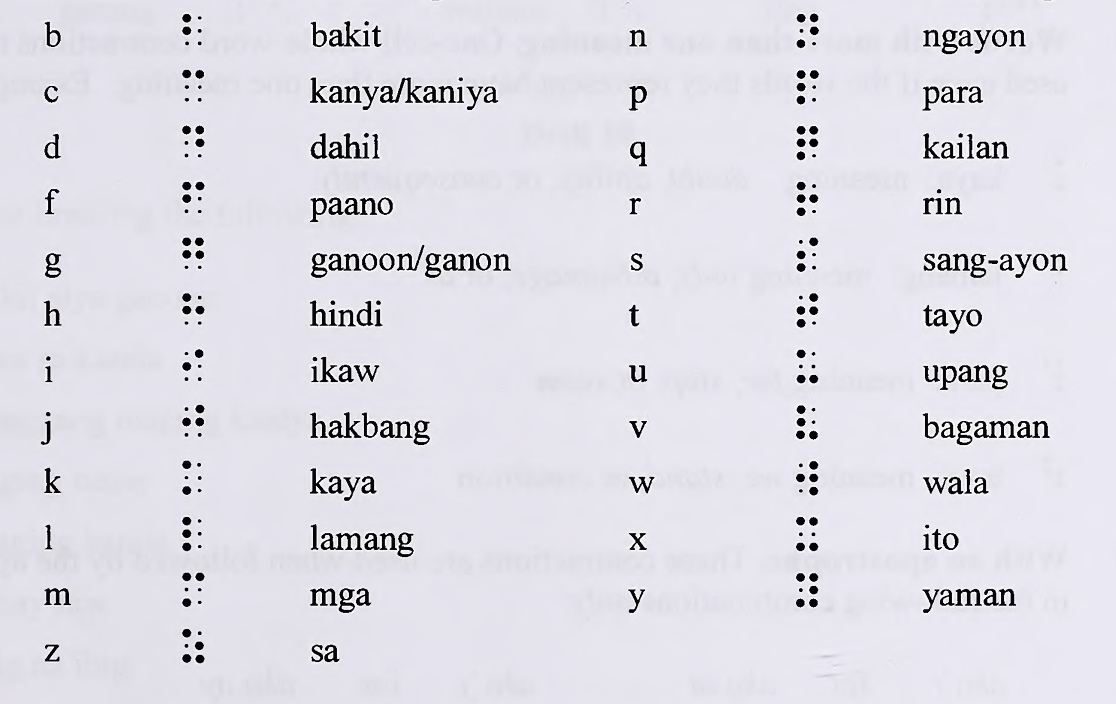 b ⠃ bakit n ⠝ ngayon
c ⠉ kanya/kaniya p ⠏ para
d ⠙ dahil q ⠟ kailan
f ⠋ paano r ⠗ rin
g ⠛ ganoon/ganon s ⠎ sang-ayon
h ⠓ hindi t ⠞ tayo
i ⠊ ikaw u ⠥ upang
j ⠚ hakbang v ⠧ bagaman
k ⠅ kaya w ⠺ wala
l ⠇ lamang x ⠭ ito
m ⠍ mga y ⠽ yaman
z ⠵ sa